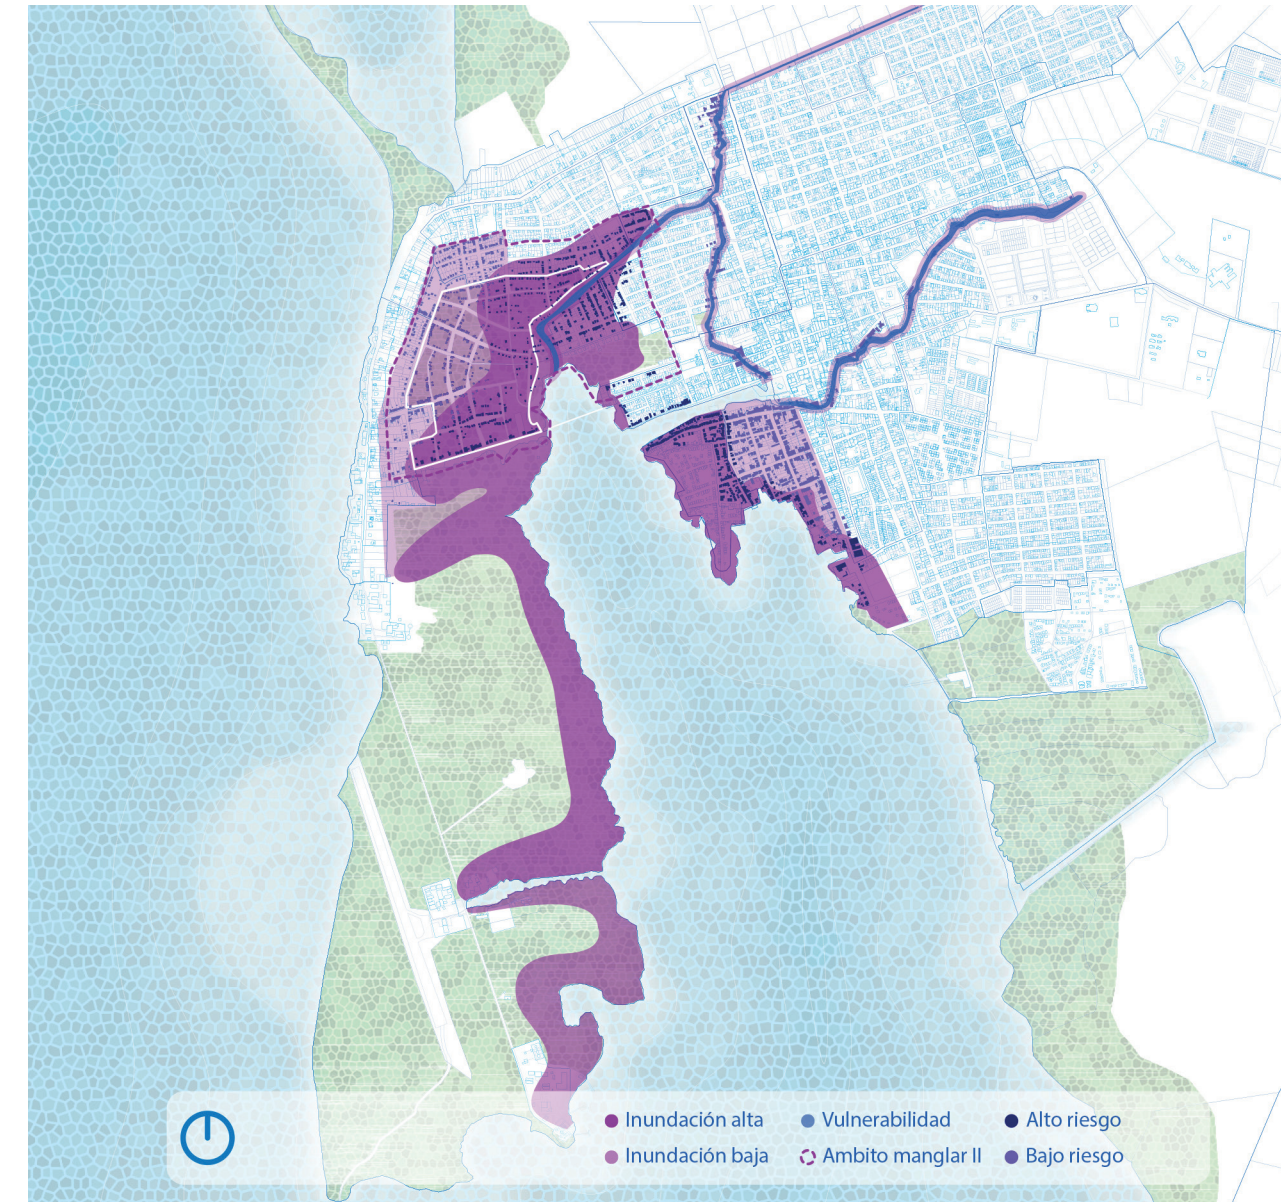 Inundación alta
Vulnerabilidad
Alto riesgo
Inundación baja
Ambito manglar II
Bajo riesgo